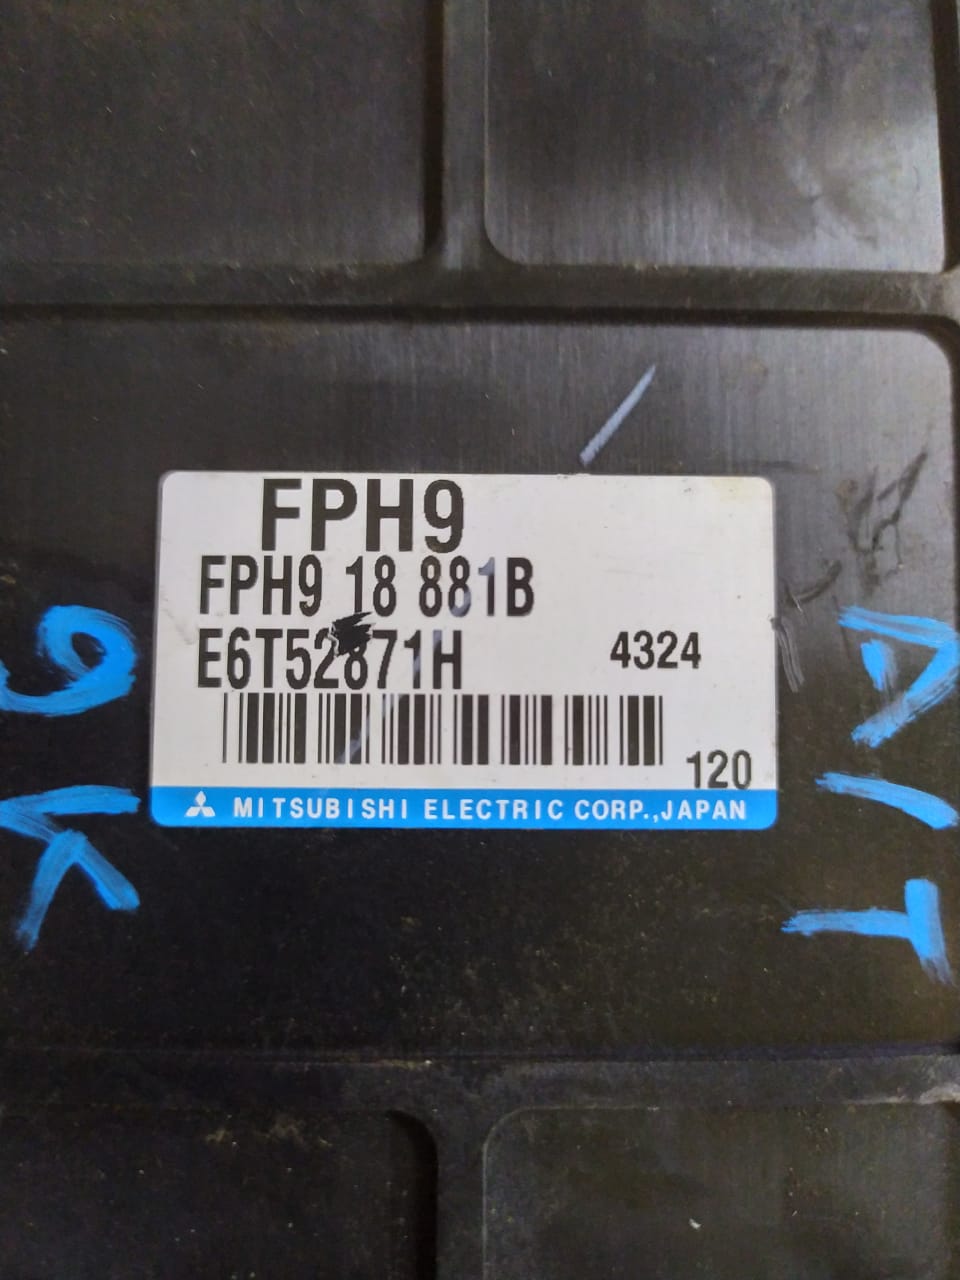 FPH9
FPH9 18 881B
E6T52871H 4324
120
MITSUBISHI ELECTRIC CORP.,JAPAN
A/T